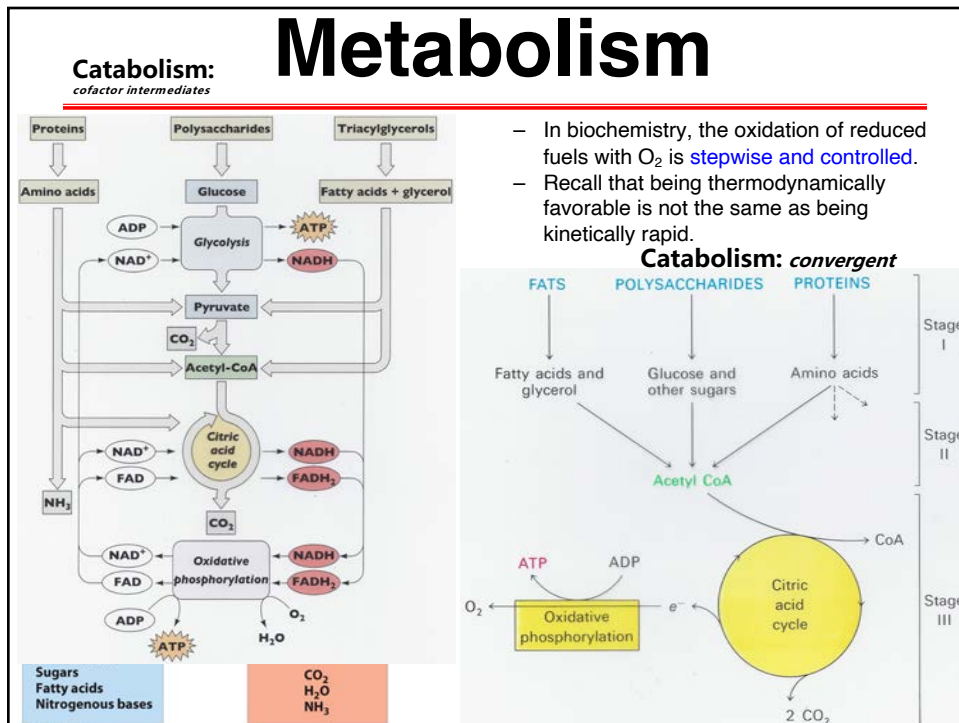 Metabolism
Catabolism:
cofactor intermediates
Proteins
Polysaccharides
Triacylglycerols
Amino acids
Glucose
Fatty acids + glycerol
ADP
ATP
Glycolysis
NAD⁺
NADH
Pyruvate
CO₂
Acetyl-CoA
Citric
acid
cycle
NAD⁺
NADH
FAD
FADH₂
NH₃
CO₂
NAD⁺
Oxidative
phosphorylation
NADH
FAD
FADH₂
ADP
O₂
H₂O
ATP
Sugars
Fatty acids
Nitrogenous bases
CO₂
H₂O
NH₃
– In biochemistry, the oxidation of reduced
fuels with O₂ is stepwise and controlled.
– Recall that being thermodynamically
favorable is not the same as being
kinetically rapid.
Catabolism: convergent
FATS
POLYSACCHARIDES
PROTEINS
Stage
I
Fatty acids and
glycerol
Glucose and
other sugars
Amino acids
Stage
II
Acetyl CoA
CoA
ATP
ADP
Citric
acid
cycle
Stage
III
O₂
Oxidative
phosphorylation
e⁻
2 CO₂